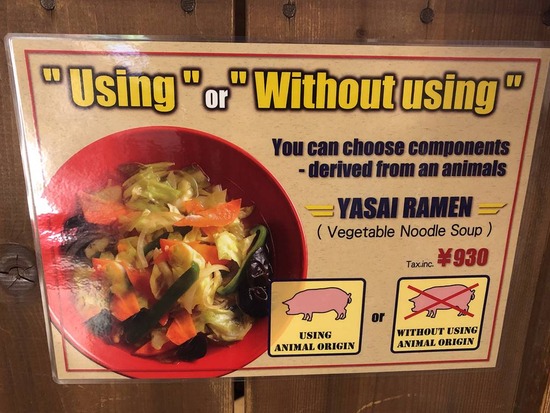 " Using " or " Without using "
You can choose components
- derived from an animals
YASAI RAMEN
( Vegetable Noodle Soup )
Tax.inc. ¥930
USING
ANIMAL ORIGIN
or
WITHOUT USING
ANIMAL ORIGIN